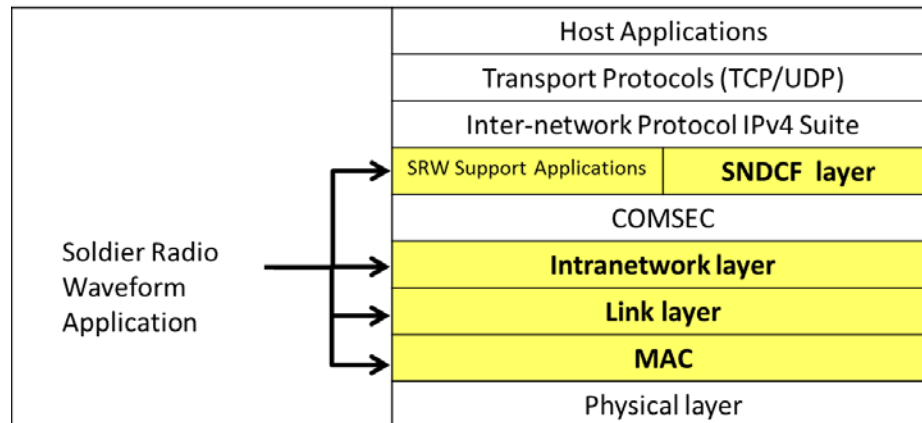 Host Applications
Transport Protocols (TCP/UDP)
Inter-network Protocol IPv4 Suite
SRW Support Applications
SNDCF layer
COMSEC
Soldier Radio
Waveform
Application
Intranetwork layer
Link layer
MAC
Physical layer